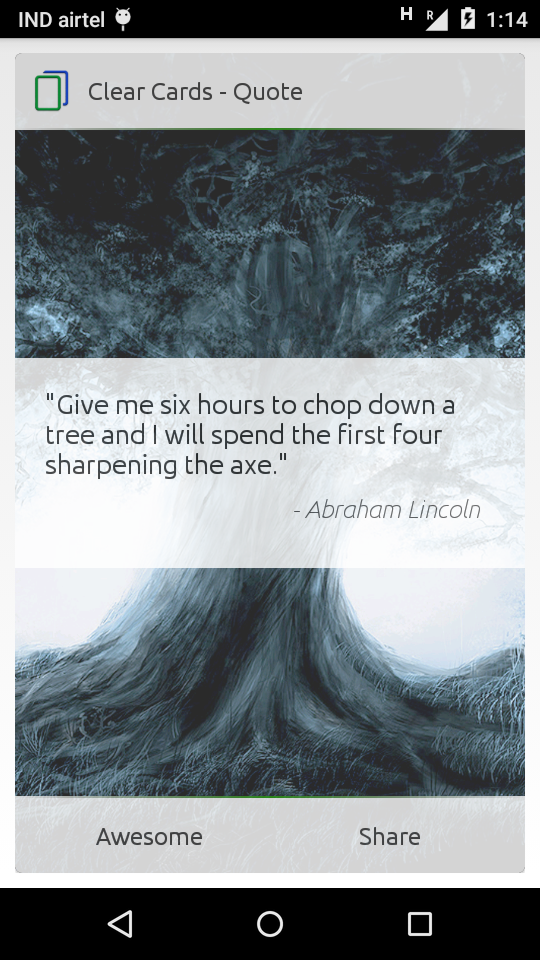 IND airtel
H
R
1:14
Clear Cards - Quote
"Give me six hours to chop down a
tree and I will spend the first four
sharpening the axe."
- Abraham Lincoln
Awesome
Share